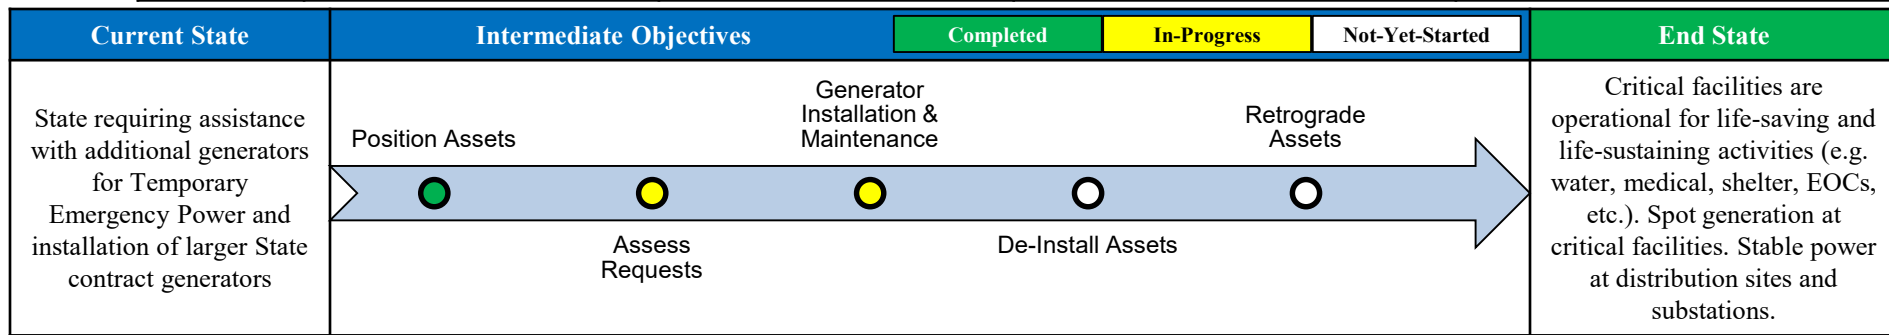 Current State
Intermediate Objectives
Completed
In-Progress
Not-Yet-Started
End State
State requiring assistance
with additional generators
for Temporary
Emergency Power and
installation of larger State
contract generators
Position Assets
Assess
Requests
Generator
Installation &
Maintenance
De-Install Assets
Retrograde
Assets
Critical facilities are
operational for life-saving and
life-sustaining activities (e.g.
water, medical, shelter, EOCs,
etc.). Spot generation at
critical facilities. Stable power
at distribution sites and
substations.